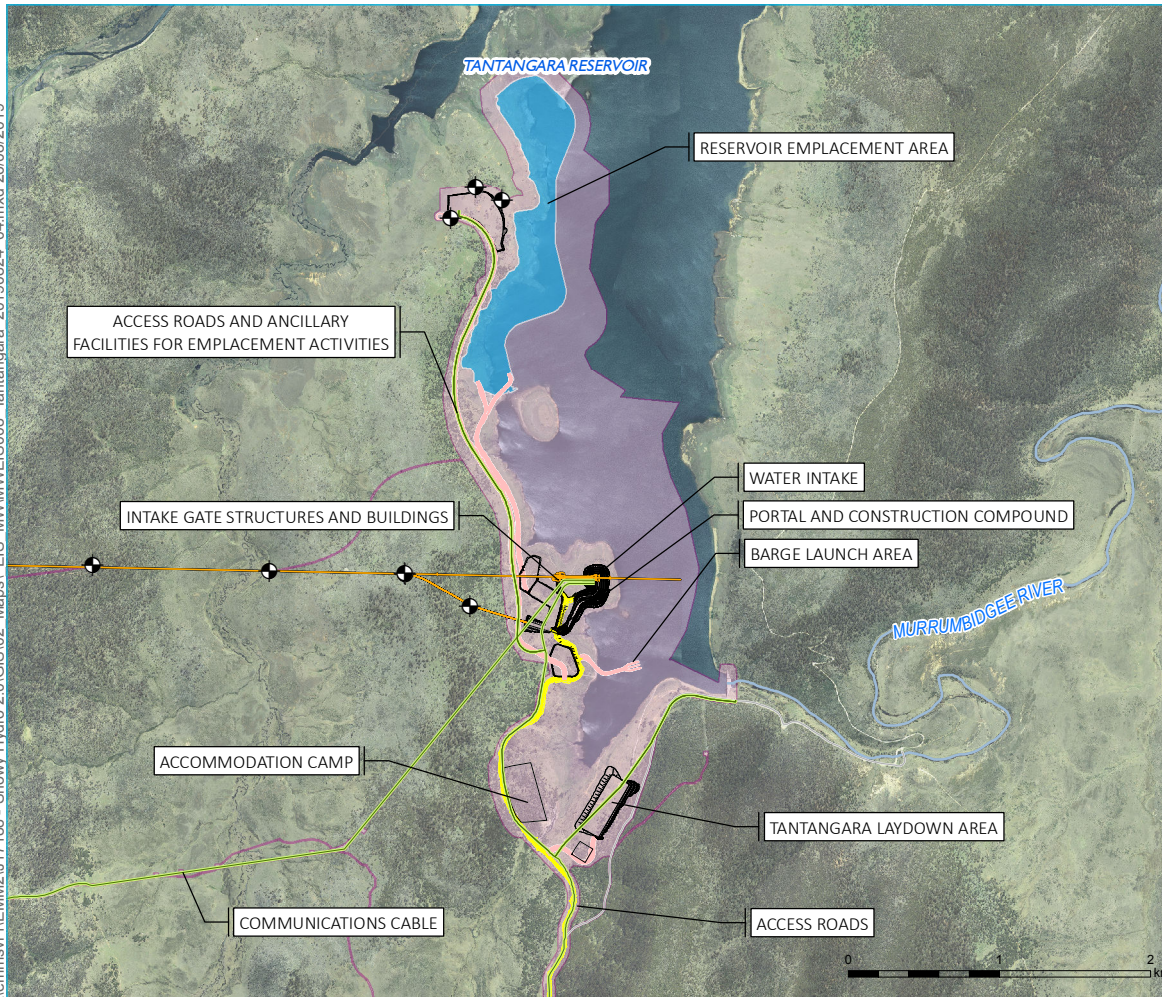 TANTANGARA RESERVOIR
RESERVOIR EMPLACEMENT AREA
ACCESS ROADS AND ANCILLARY
FACILITIES FOR EMPLACEMENT ACTIVITIES
WATER INTAKE
INTAKE GATE STRUCTURES AND BUILDINGS
PORTAL AND CONSTRUCTION COMPOUND
BARGE LAUNCH AREA
MURRUMBIDGEE RIVER
ACCOMMODATION CAMP
TANTANGARA LAYDOWN AREA
COMMUNICATIONS CABLE
ACCESS ROADS
0 1 2